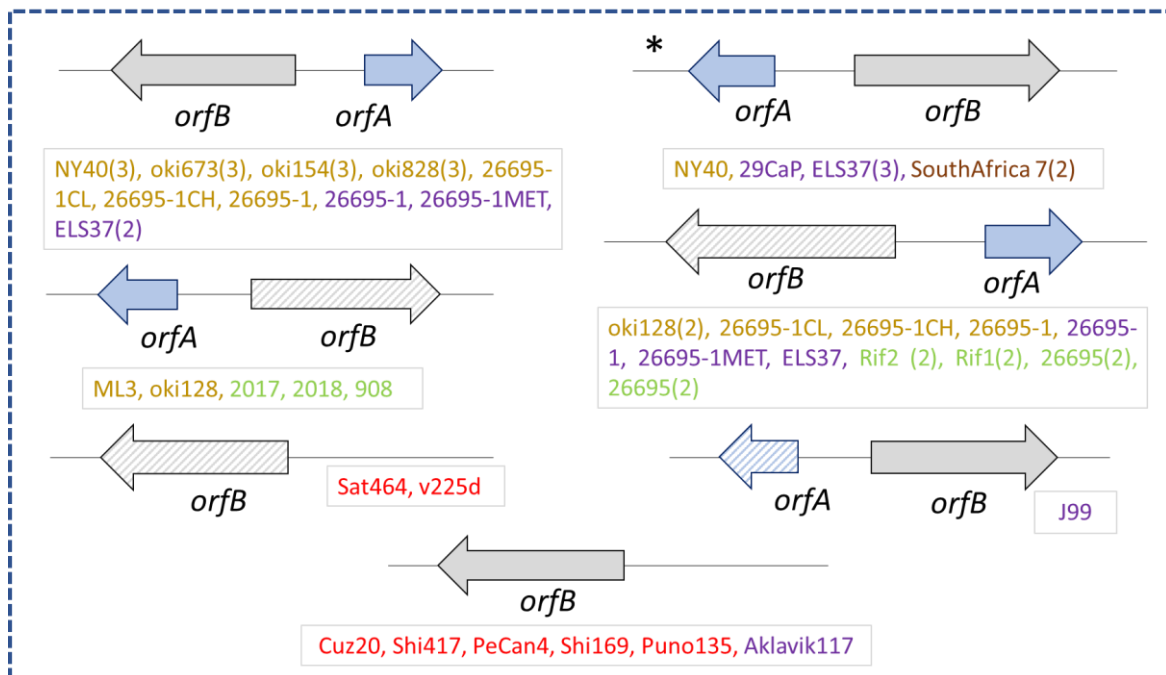 *
orfB orfA
orfA orfB
NY40(3), oki673(3), oki154(3), oki828(3), 26695-
1CL, 26695-1CH, 26695-1, 26695-1, 26695-1MET,
ELS37(2)
NY40, 29CaP, ELS37(3), SouthAfrica 7(2)
orfA orfB
orfB orfA
ML3, oki128, 2017, 2018, 908
oki128(2), 26695-1CL, 26695-1CH, 26695-1, 26695-
1, 26695-1MET, ELS37, Rif2 (2), Rif1(2), 26695(2),
26695(2)
orfB
Sat464, v225d
orfA orfB
J99
orfB
Cuz20, Shi417, PeCan4, Shi169, Puno135, Aklavik117